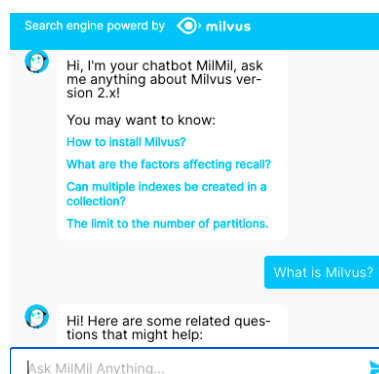 Search engine powerd by milvus
Hi, I'm your chatbot MilMil, ask
me anything about Milvus ver-
sion 2.x!
You may want to know:
How to install Milvus?
What are the factors affecting recall?
Can multiple indexes be created in a
collection?
The limit to the number of partitions.
What is Milvus?
Hi! Here are some related ques-
tions that might help:
Ask MilMil Anything...